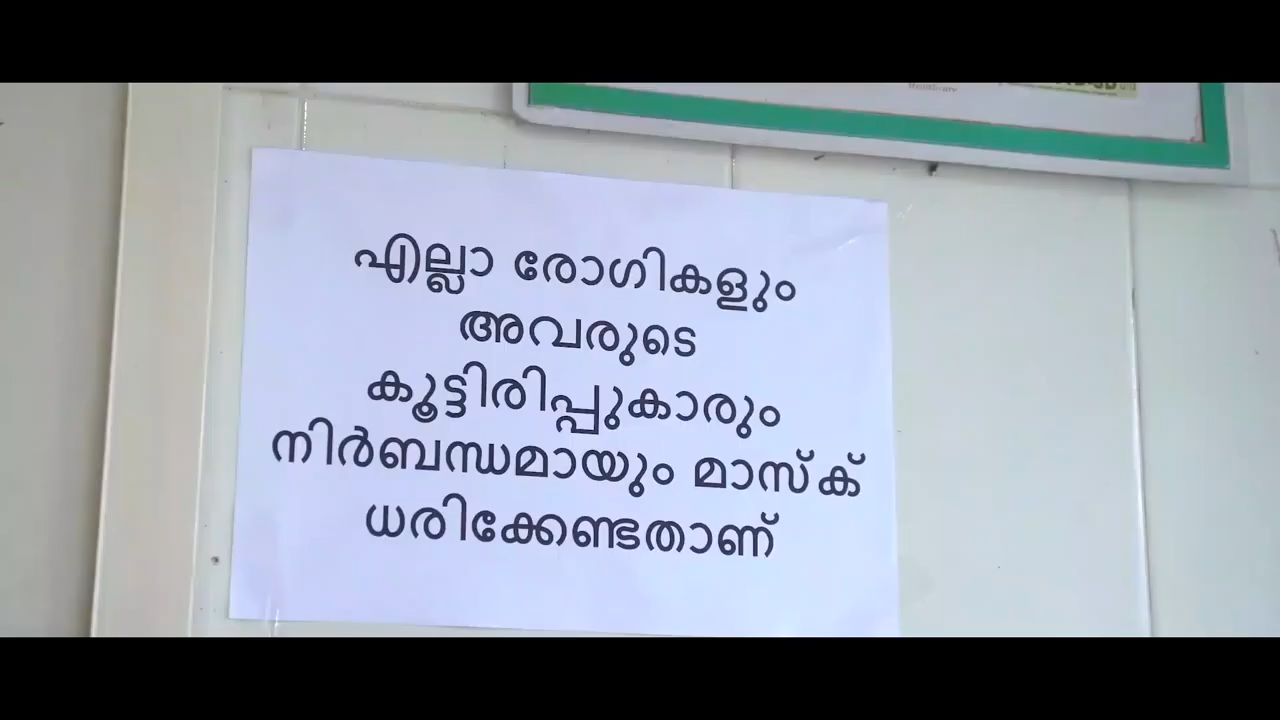 എല്ലാ രോഗികളും
അവരുടെ
കൂട്ടിരിപ്പുകാരും
നിർബന്ധമായും മാസ്ക്
ധരിക്കേണ്ടതാണ്